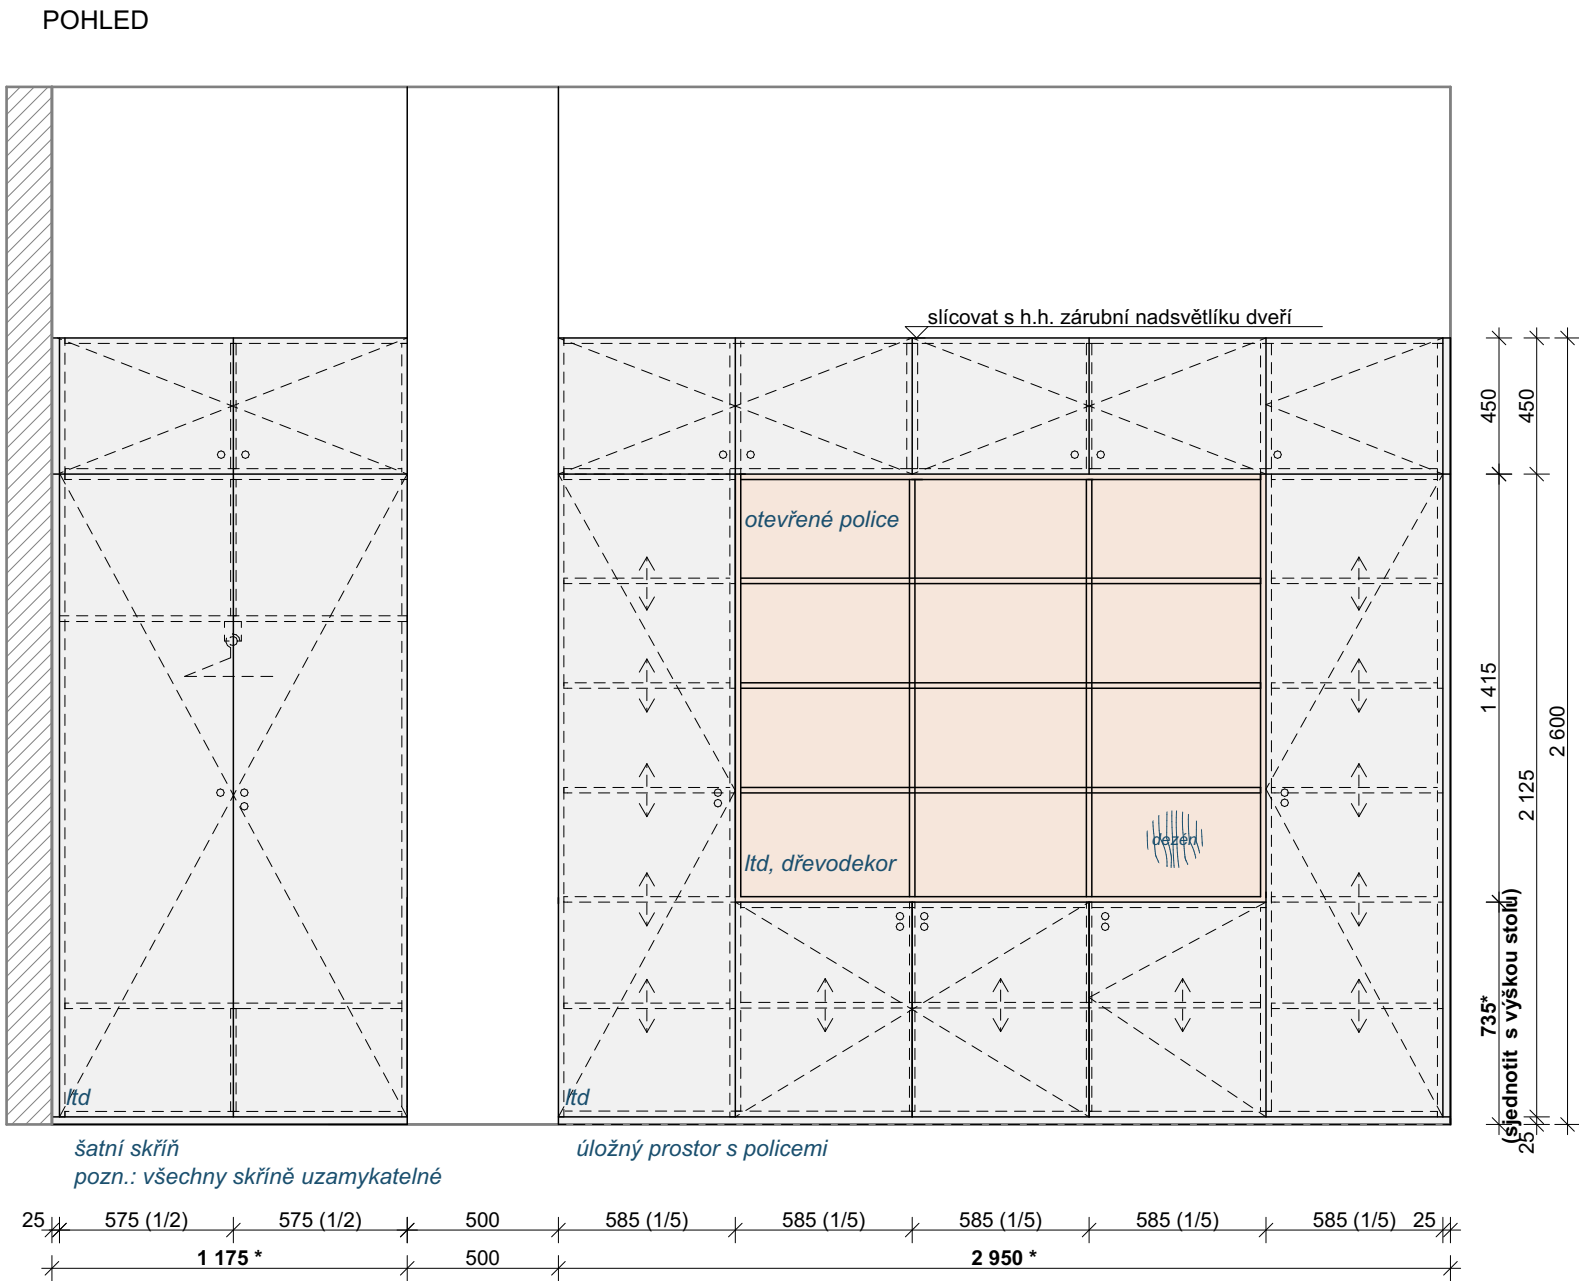 POHLED
slícovat s h.h. zárubní nadsvětlíku dveří
450
450
otevřené police
1 415
2 600
2 125
dezén
ltd, dřevodekor
735*
(sjednotit s výškou stolu)
ltd
ltd
25
šatní skříň
úložný prostor s policemi
pozn.: všechny skříně uzamykatelné
25 575 (1/2) 575 (1/2) 500 585 (1/5) 585 (1/5) 585 (1/5) 585 (1/5) 585 (1/5) 25
1 175 * 500 2 950 *